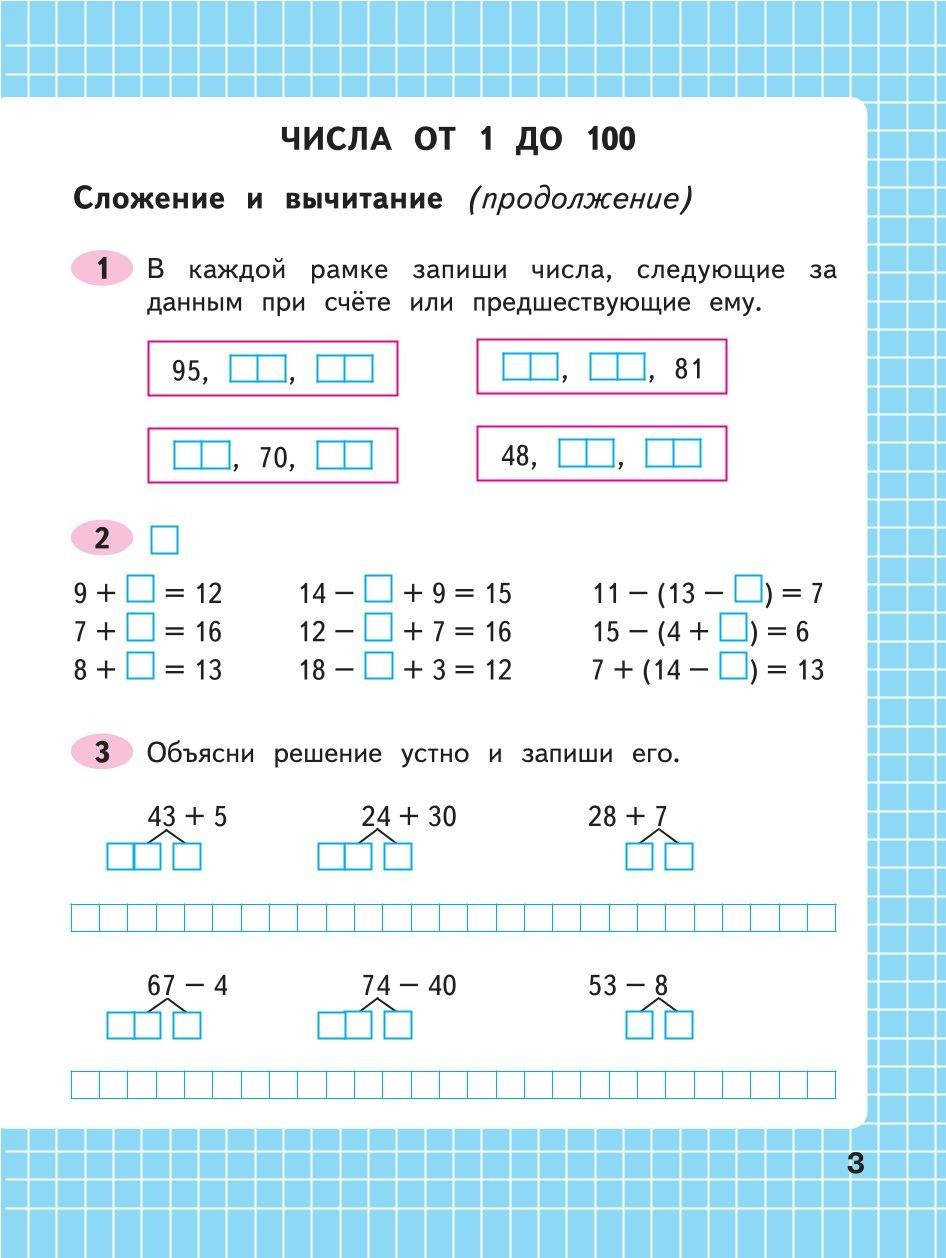 ЧИСЛА ОТ 1 ДО 100
Сложение и вычитание (продолжение)
1 В каждой рамке запиши числа, следующие за
данным при счёте или предшествующие ему.
95, □□, □□ □□, □□, 81
□□, 70, □□ 48, □□, □□
2 □
9 + □ = 12 14 − □ + 9 = 15 11 − (13 − □) = 7
7 + □ = 16 12 − □ + 7 = 16 15 − (4 + □) = 6
8 + □ = 13 18 − □ + 3 = 12 7 + (14 − □) = 13
3 Объясни решение устно и запиши его.
43 + 5 24 + 30 28 + 7
67 − 4 74 − 40 53 − 8
3